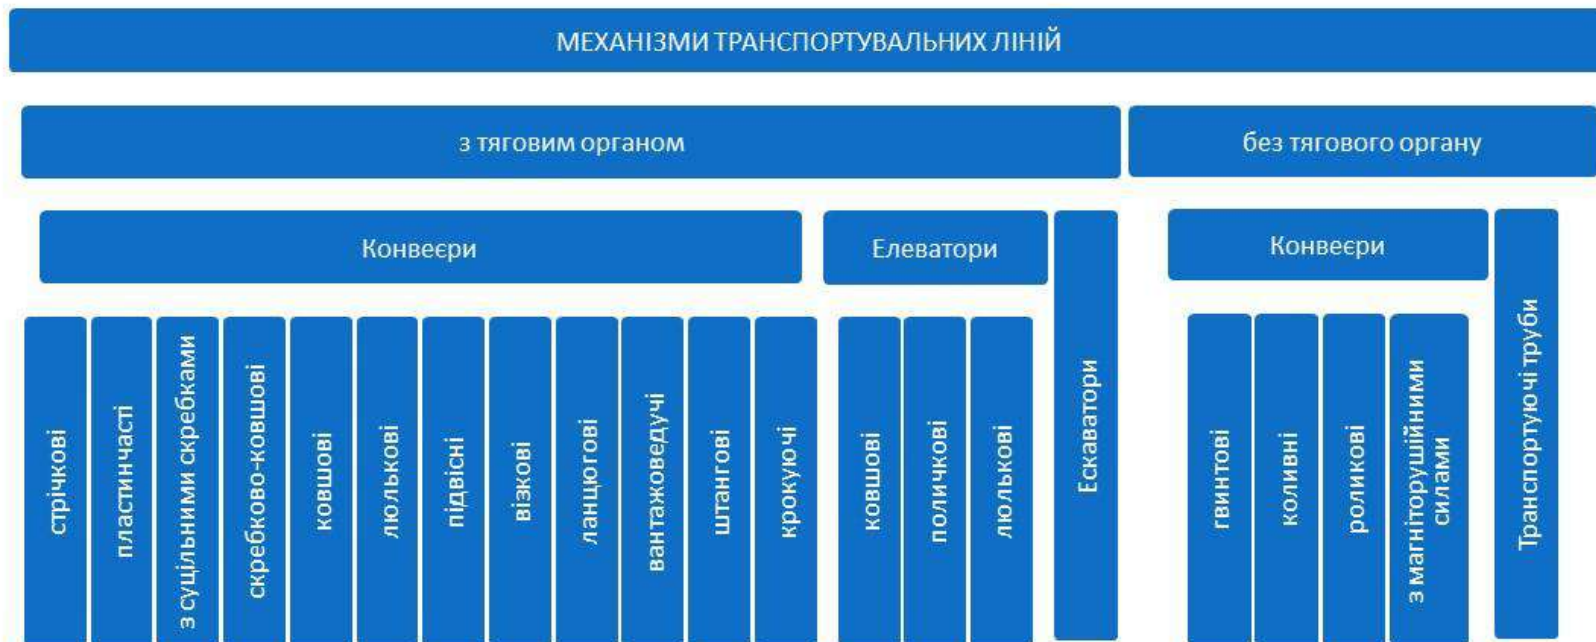 МЕХАНІЗМИ ТРАНСПОРТУВАЛЬНИХ ЛІНІЙ
з тяговим органом
без тягового органу
Конвеєри
Елеватори
Ескаватори
Конвеєри
Транспортуючі труби
стрічкові
пластинчасті
з суцільними скребками
скребково-ковшові
ковшові
люлькові
підвісні
візкові
ланцюгові
вантажоведучі
штангові
крокуючі
ковшові
поличкові
люлькові
гвинтові
коливні
роликові
з магніторушійними
силами